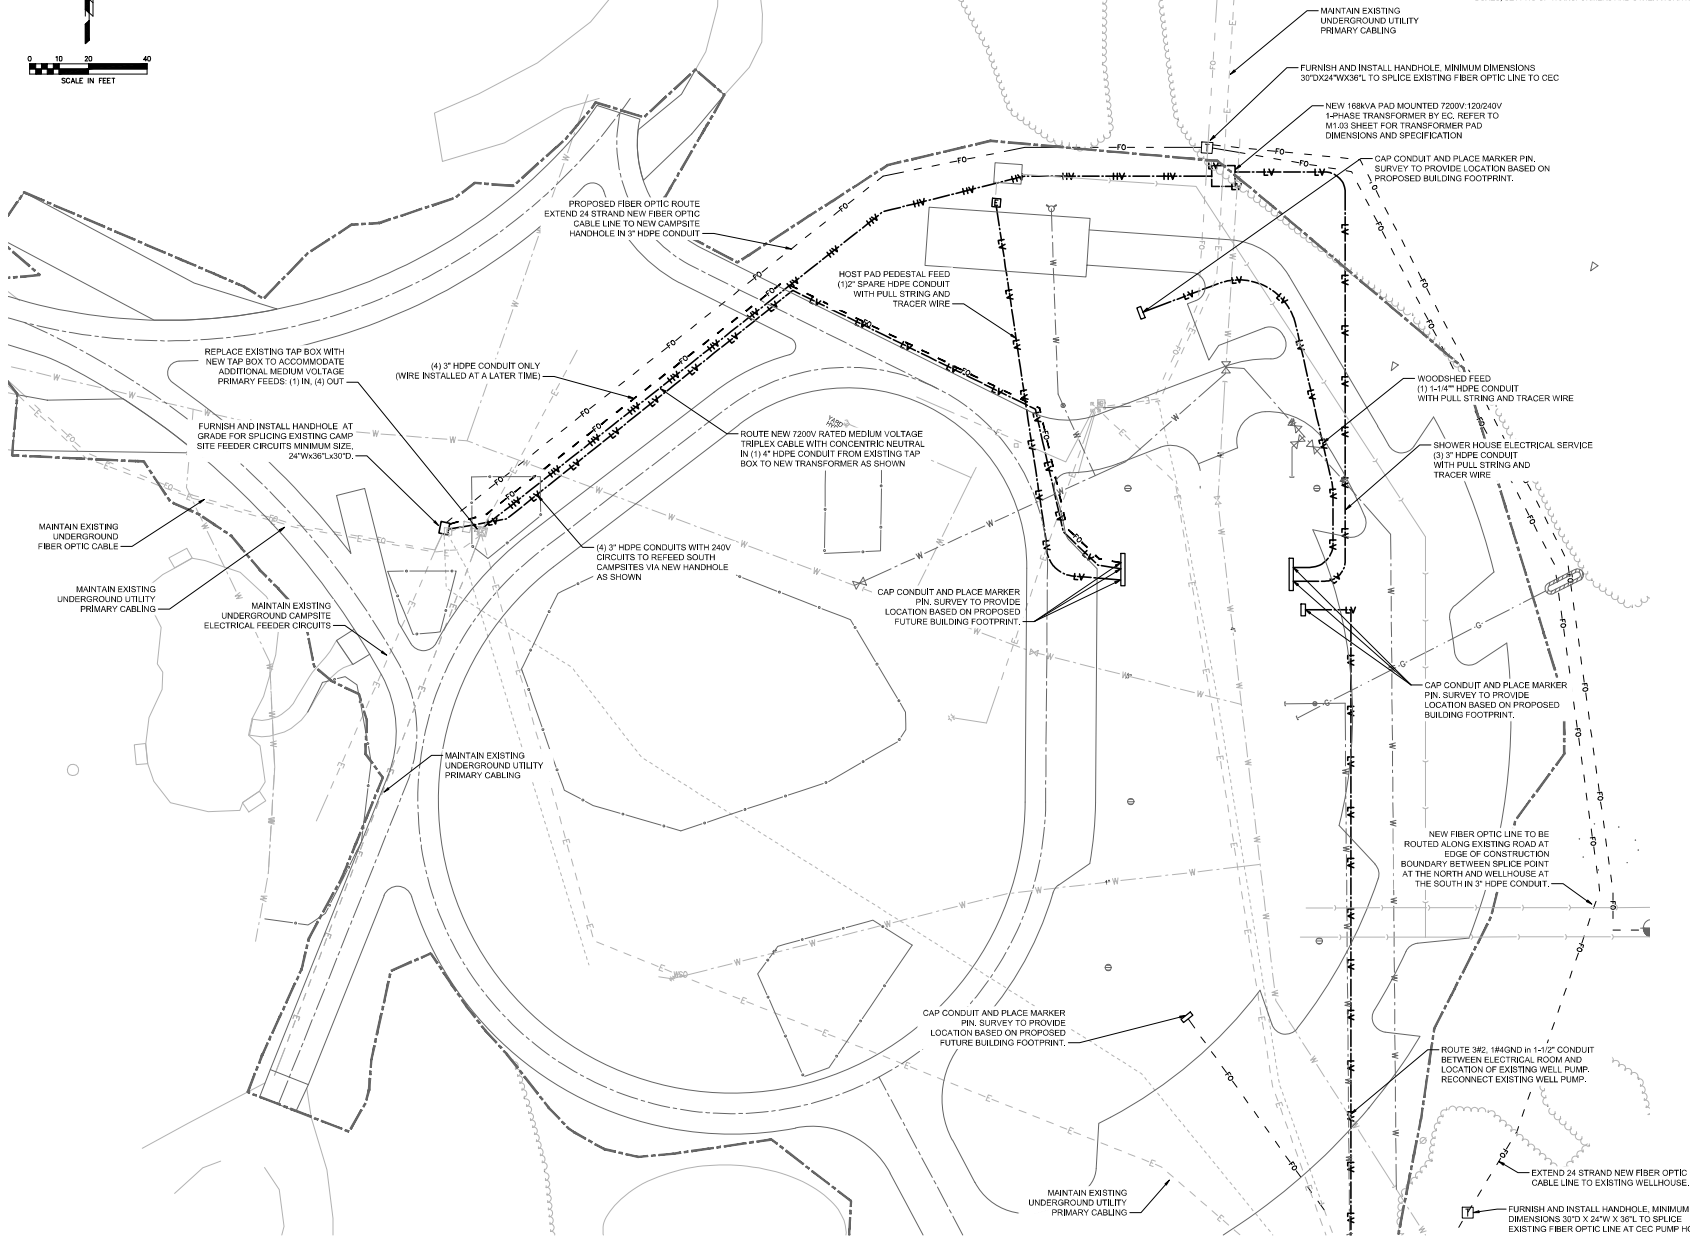 0 10 20 40
SCALE IN FEET
MAINTAIN EXISTING
UNDERGROUND UTILITY
PRIMARY CABLING
FURNISH AND INSTALL HANDHOLE, MINIMUM DIMENSIONS
30"DX24"WX36"L TO SPLICE EXISTING FIBER OPTIC LINE TO CEC
NEW 168kVA PAD MOUNTED 7200V:120/240V
1-PHASE TRANSFORMER BY EC. REFER TO
M1.03 SHEET FOR TRANSFORMER PAD
DIMENSIONS AND SPECIFICATION
CAP CONDUIT AND PLACE MARKER PIN.
SURVEY TO PROVIDE LOCATION BASED ON
PROPOSED BUILDING FOOTPRINT.
PROPOSED FIBER OPTIC ROUTE
EXTEND 24 STRAND NEW FIBER OPTIC
CABLE LINE TO NEW CAMPSITE
HANDHOLE IN 3" HDPE CONDUIT
HOST PAD PEDESTAL FEED
(1)2" SPARE HDPE CONDUIT
WITH PULL STRING AND
TRACER WIRE
REPLACE EXISTING TAP BOX WITH
NEW TAP BOX TO ACCOMMODATE
ADDITIONAL MEDIUM VOLTAGE
PRIMARY FEEDS: (1) IN, (4) OUT
(4) 3" HDPE CONDUIT ONLY
(WIRE INSTALLED AT A LATER TIME)
WOODSHED FEED
(1) 1-1/4"" HDPE CONDUIT
WITH PULL STRING AND TRACER WIRE
FURNISH AND INSTALL HANDHOLE AT
GRADE FOR SPLICING EXISTING CAMP
SITE FEEDER CIRCUITS MINIMUM SIZE,
24"Wx36"Lx30"D.
ROUTE NEW 7200V RATED MEDIUM VOLTAGE
TRIPLEX CABLE WITH CONCENTRIC NEUTRAL
IN (1) 4" HDPE CONDUIT FROM EXISTING TAP
BOX TO NEW TRANSFORMER AS SHOWN
SHOWER HOUSE ELECTRICAL SERVICE
(3) 3" HDPE CONDUIT
WITH PULL STRING AND
TRACER WIRE
MAINTAIN EXISTING
UNDERGROUND
FIBER OPTIC CABLE
(4) 3" HDPE CONDUITS WITH 240V
CIRCUITS TO REFEED SOUTH
CAMPSITES VIA NEW HANDHOLE
AS SHOWN
MAINTAIN EXISTING
UNDERGROUND UTILITY
PRIMARY CABLING
MAINTAIN EXISTING
UNDERGROUND CAMPSITE
ELECTRICAL FEEDER CIRCUITS
CAP CONDUIT AND PLACE MARKER
PIN. SURVEY TO PROVIDE
LOCATION BASED ON PROPOSED
FUTURE BUILDING FOOTPRINT.
CAP CONDUIT AND PLACE MARKER
PIN. SURVEY TO PROVIDE
LOCATION BASED ON PROPOSED
BUILDING FOOTPRINT.
MAINTAIN EXISTING
UNDERGROUND UTILITY
PRIMARY CABLING
NEW FIBER OPTIC LINE TO BE
ROUTED ALONG EXISTING ROAD AT
EDGE OF CONSTRUCTION
BOUNDARY BETWEEN SPLICE POINT
AT THE NORTH AND WELLHOUSE AT
THE SOUTH IN 3" HDPE CONDUIT.
CAP CONDUIT AND PLACE MARKER
PIN. SURVEY TO PROVIDE
LOCATION BASED ON PROPOSED
FUTURE BUILDING FOOTPRINT.
ROUTE 3#2, 1#4GND in 1-1/2" CONDUIT
BETWEEN ELECTRICAL ROOM AND
LOCATION OF EXISTING WELL PUMP.
RECONNECT EXISTING WELL PUMP.
EXTEND 24 STRAND NEW FIBER OPTIC
CABLE LINE TO EXISTING WELLHOUSE.
MAINTAIN EXISTING
UNDERGROUND UTILITY
PRIMARY CABLING
FURNISH AND INSTALL HANDHOLE, MINIMUM
DIMENSIONS 30"D X 24"W X 36"L TO SPLICE
EXISTING FIBER OPTIC LINE AT CEC PUMP